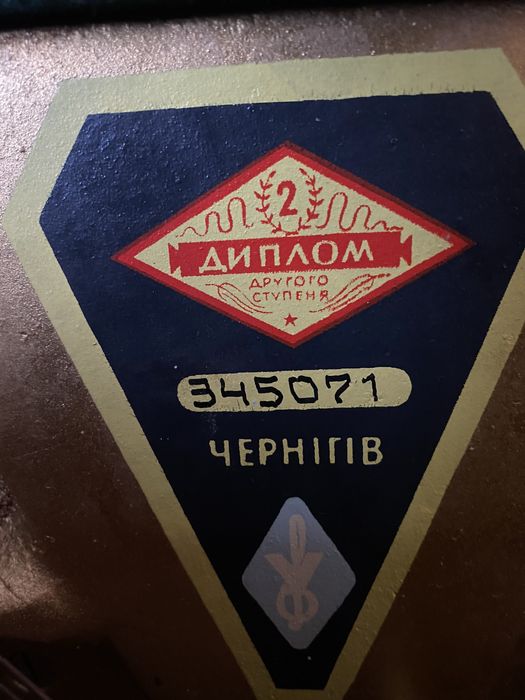 2
ДИПЛОМ
ДРУГОГО
СТУПЕНЯ
345071
ЧЕРНІГІВ